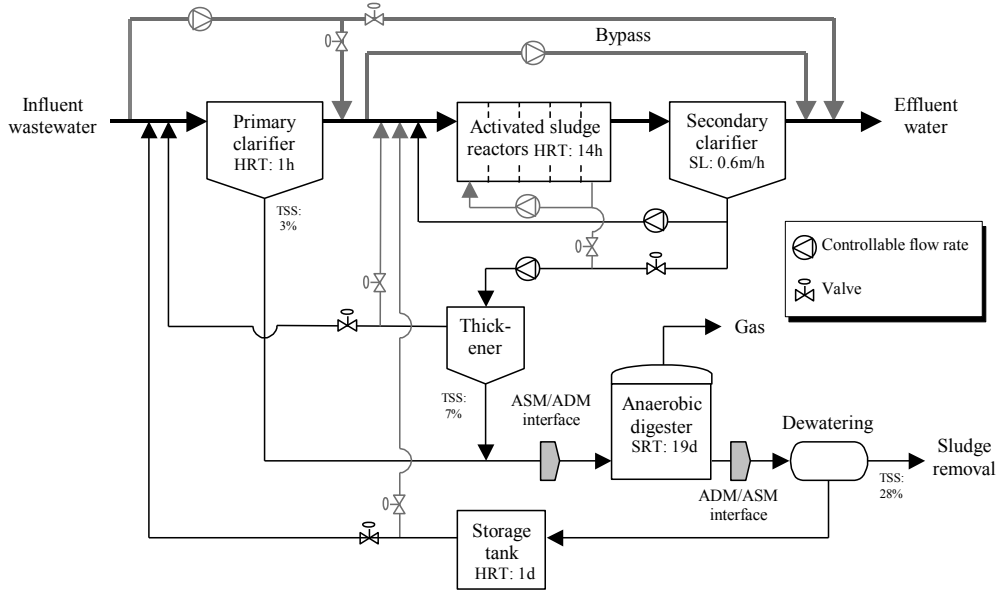 Bypass
Influent
wastewater
Primary
clarifier
HRT: 1h
Activated sludge
reactors HRT: 14h
Secondary
clarifier
SL: 0.6m/h
Effluent
water
TSS:
3%
Controllable flow rate
Valve
Thick-
ener
Gas
TSS:
7%
ASM/ADM
interface
Anaerobic
digester
SRT: 19d
Dewatering
Sludge
removal
TSS:
28%
ADM/ASM
interface
Storage
tank
HRT: 1d